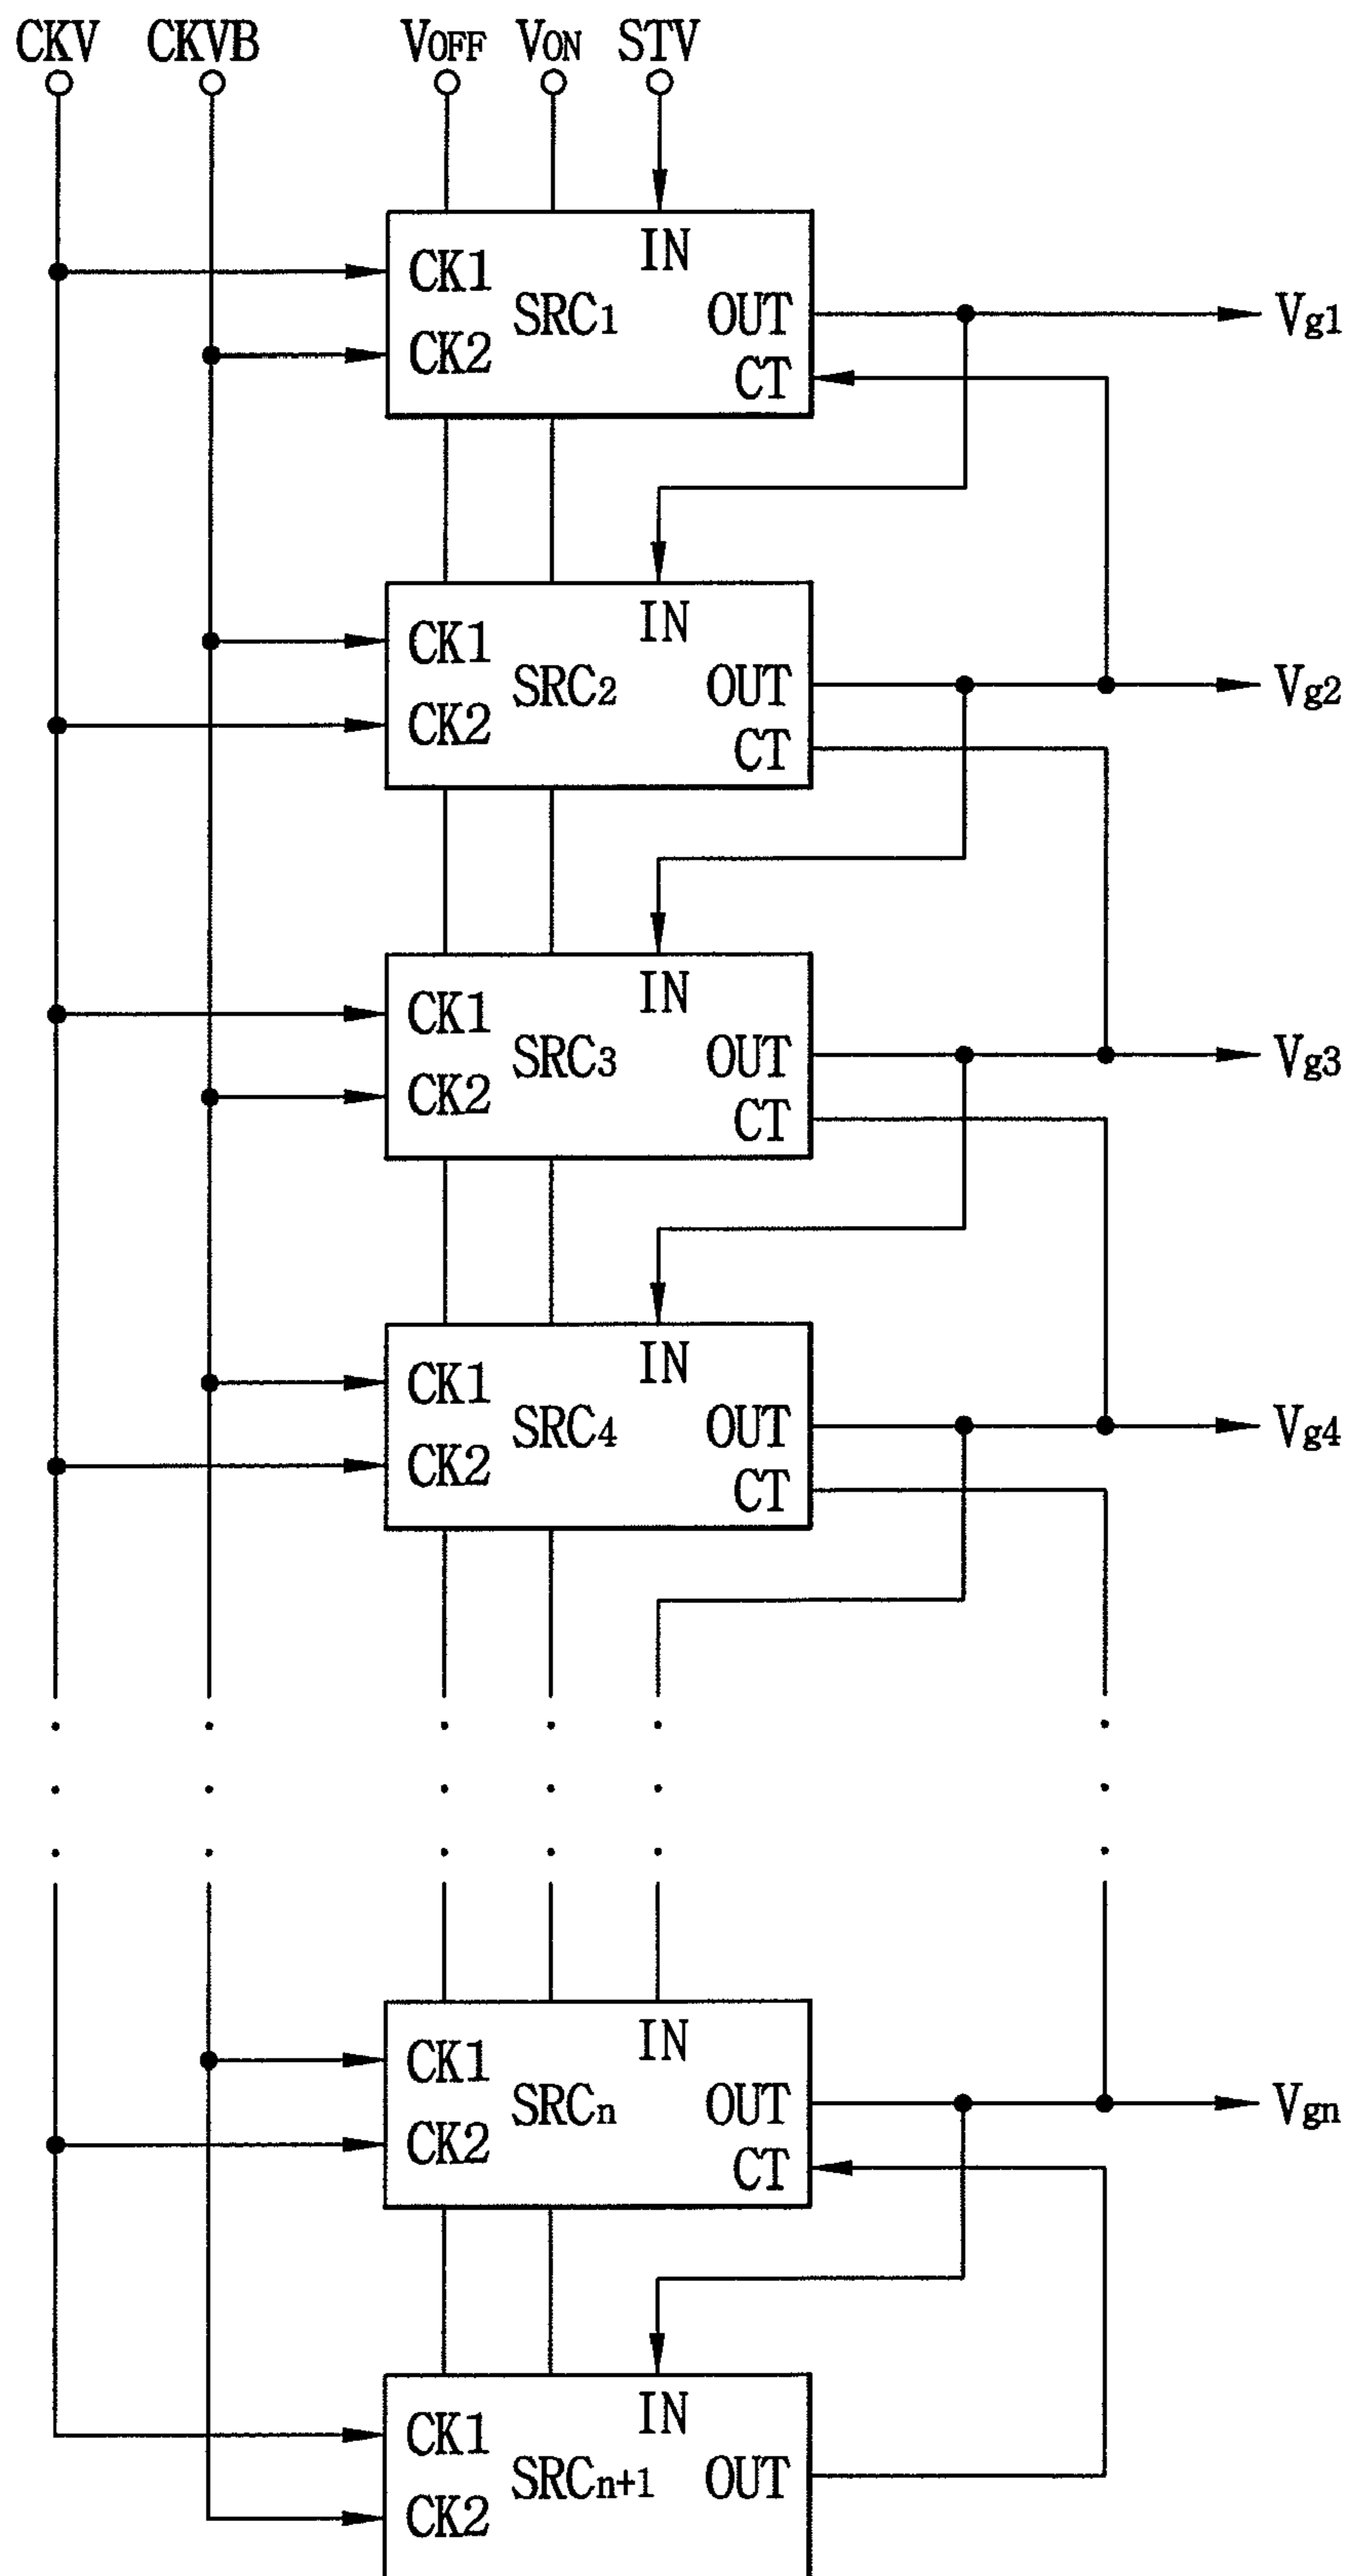 CKV CKVB VOFF VON STV
IN
CK1
SRC1 OUT Vg1
CK2
CT
IN
CK1
SRC2 OUT Vg2
CK2
CT
IN
CK1
SRC3 OUT Vg3
CK2
CT
IN
CK1
SRC4 OUT Vg4
CK2
CT
IN
CK1
SRCn OUT Vgn
CK2
CT
IN
CK1
SRCn+1 OUT
CK2